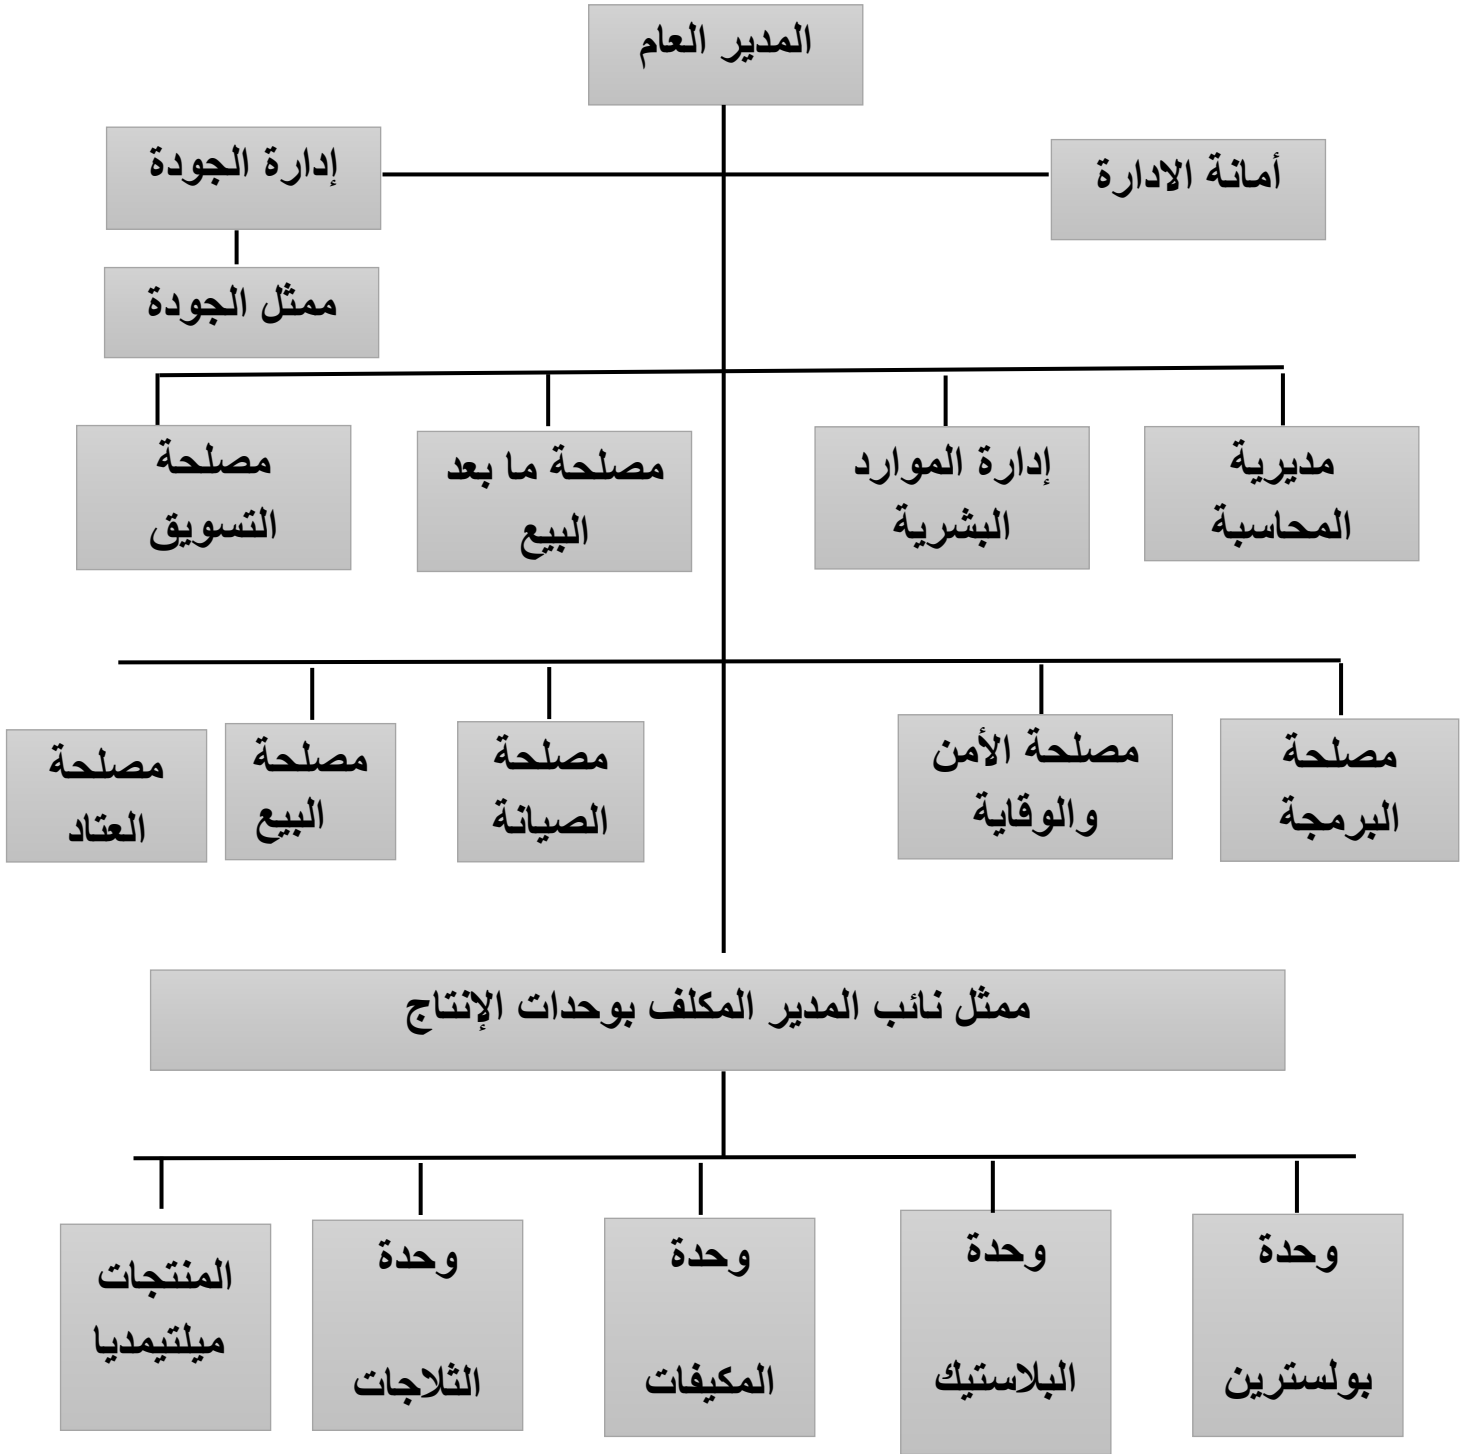 المدير العام
أمانة الادارة
إدارة الجودة
ممثل الجودة
مديرية
المحاسبة
إدارة الموارد
البشرية
مصلحة ما بعد
البيع
مصلحة
التسويق
مصلحة
البرمجة
مصلحة الأمن
والوقاية
مصلحة
الصيانة
مصلحة
البيع
مصلحة
العتاد
ممثل نائب المدير المكلف بوحدات الإنتاج
وحدة
بولسترين
وحدة
البلاستيك
وحدة
المكيفات
وحدة
الثلاجات
المنتجات
ميلتيمديا